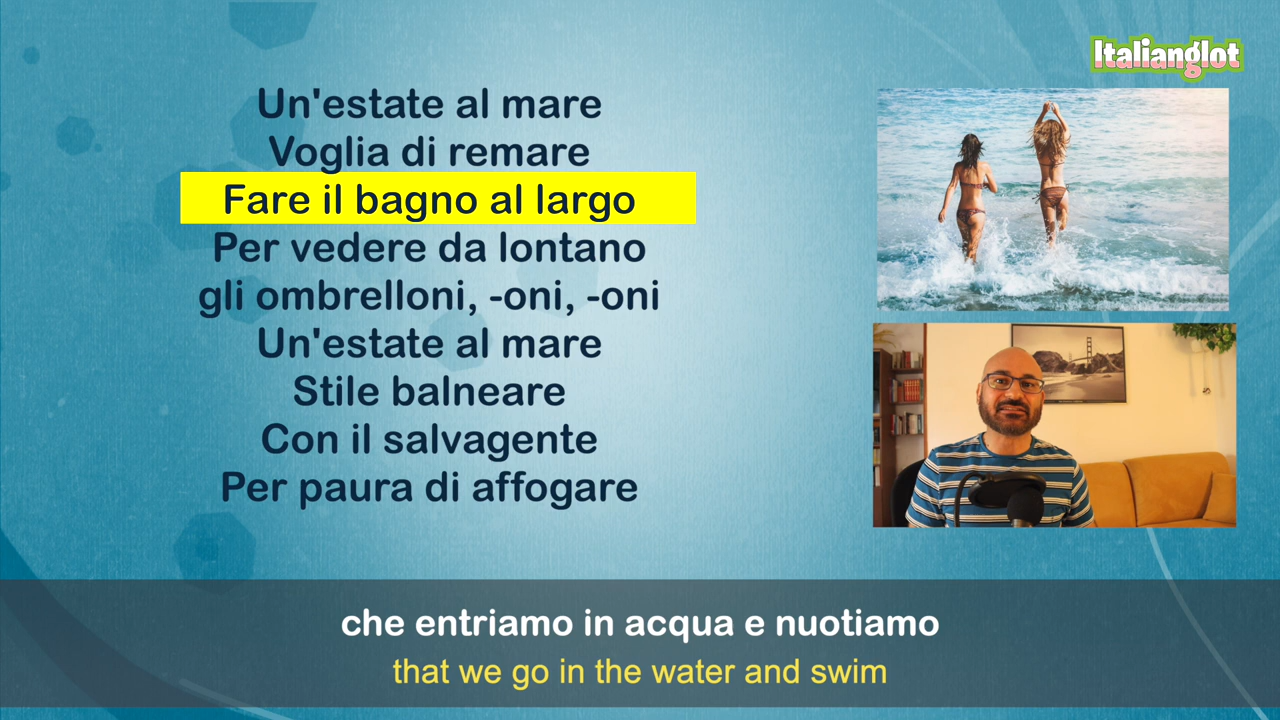 Italianglot
Un'estate al mare
Voglia di remare
Fare il bagno al largo
Per vedere da lontano
gli ombrelloni, -oni, -oni
Un'estate al mare
Stile balneare
Con il salvagente
Per paura di affogare
che entriamo in acqua e nuotiamo
that we go in the water and swim